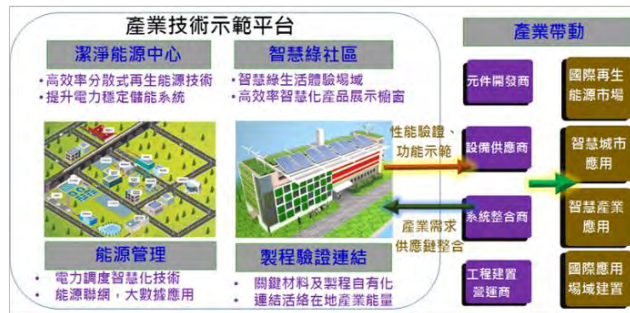 產業技術示範平台
潔淨能源中心
•高效率分散式再生能源技術
•提升電力穩定儲能系統
智慧綠社區
•智慧綠生活體驗場域
•高效率智慧化產品展示櫥窗
能源管理
•電力調度智慧化技術
•能源聯網，大數據應用
製程驗證連結
•關鍵材料及製程自有化
•連結活絡在地產業能量
性能驗證、
功能示範
產業需求
供應鏈整合
產業帶動
元件開發商
設備供應商
系統整合商
工程建置
營運商
國際再生
能源市場
智慧城市
應用
智慧產業
應用
國際應用
場域建置